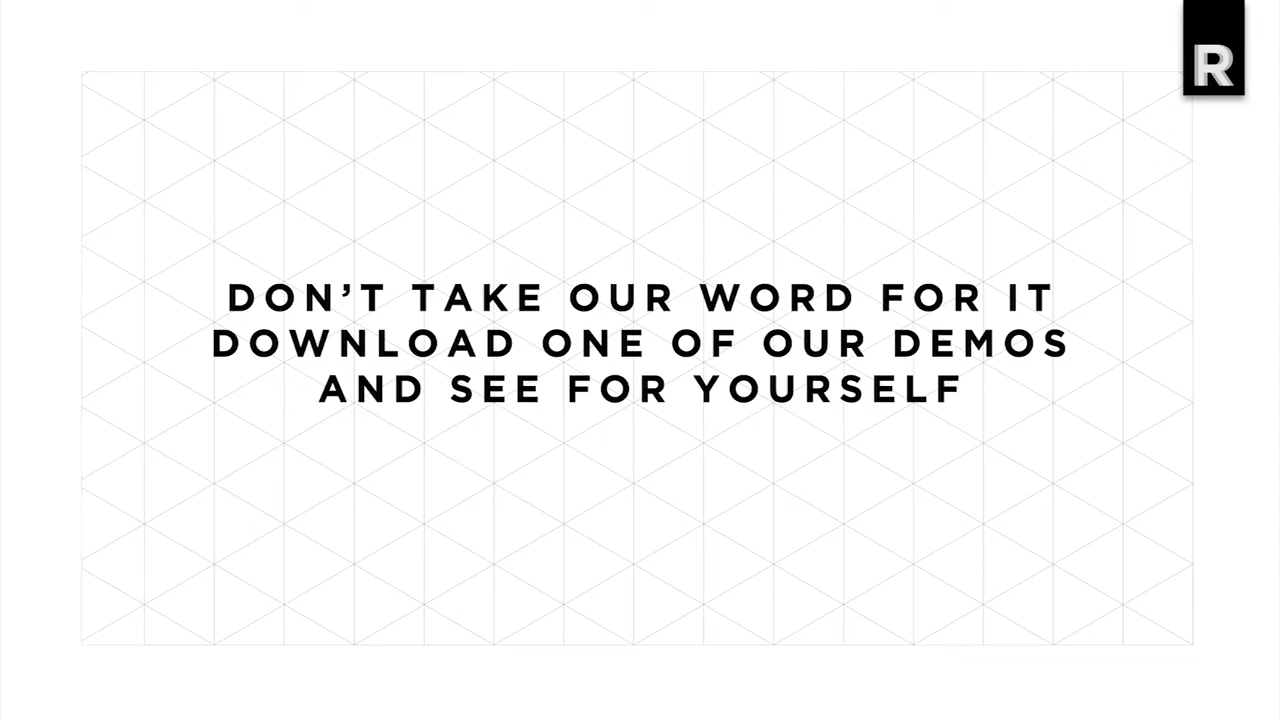 R
DON’T TAKE OUR WORD FOR IT
DOWNLOAD ONE OF OUR DEMOS
AND SEE FOR YOURSELF